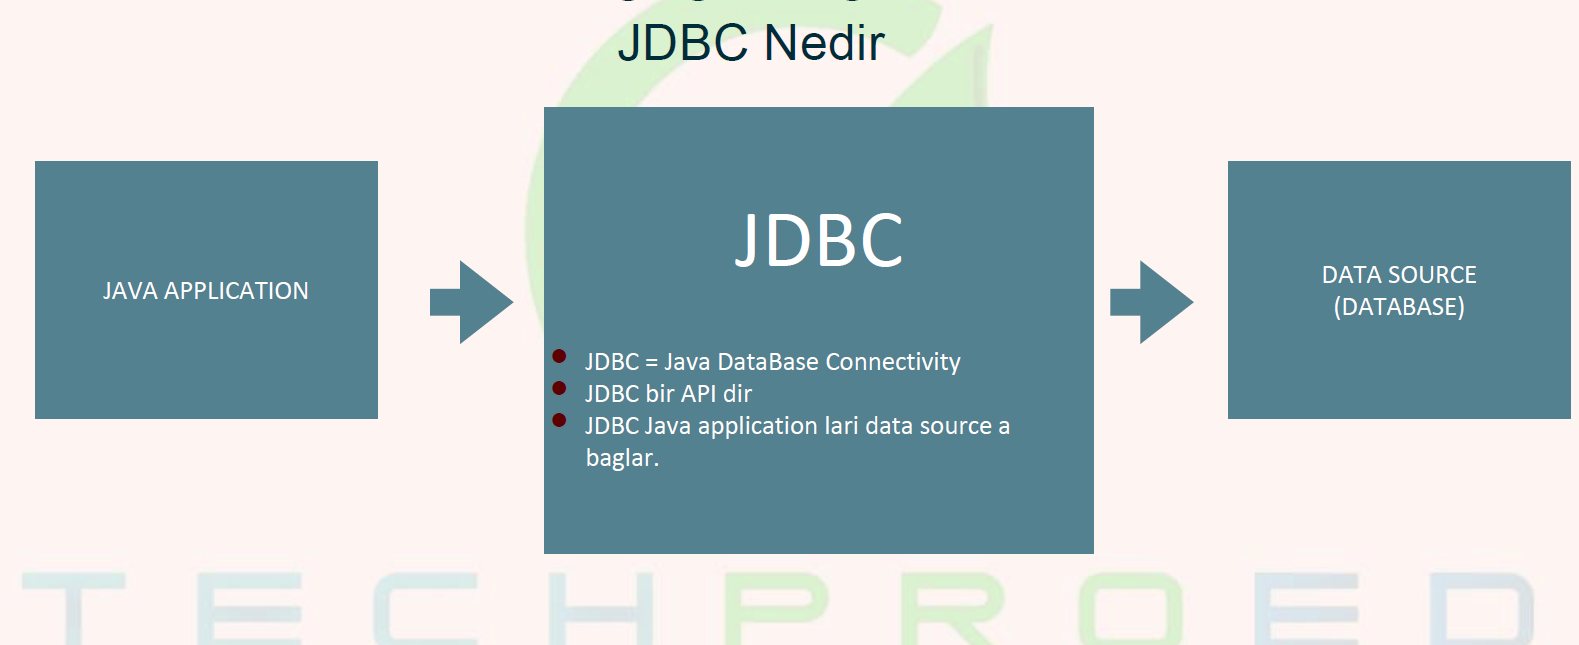 JDBC Nedir
JAVA APPLICATION
JDBC
JDBC = Java DataBase Connectivity
JDBC bir API dir
JDBC Java application lari data source a
baglar.
DATA SOURCE
(DATABASE)
TECHPROED